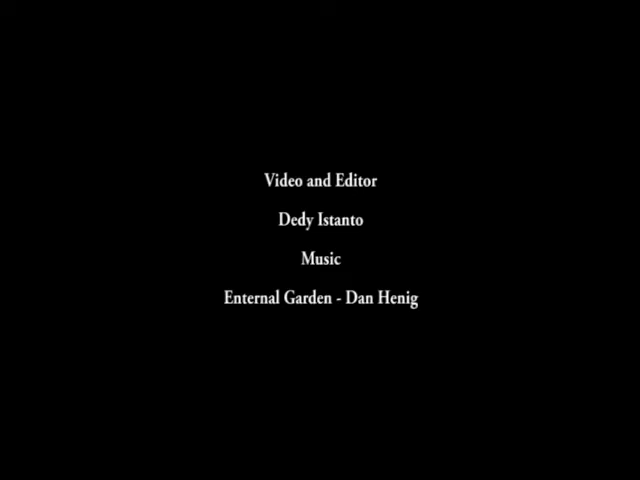 Video and Editor
Dedy Istanto
Music
Enternal Garden - Dan Henig